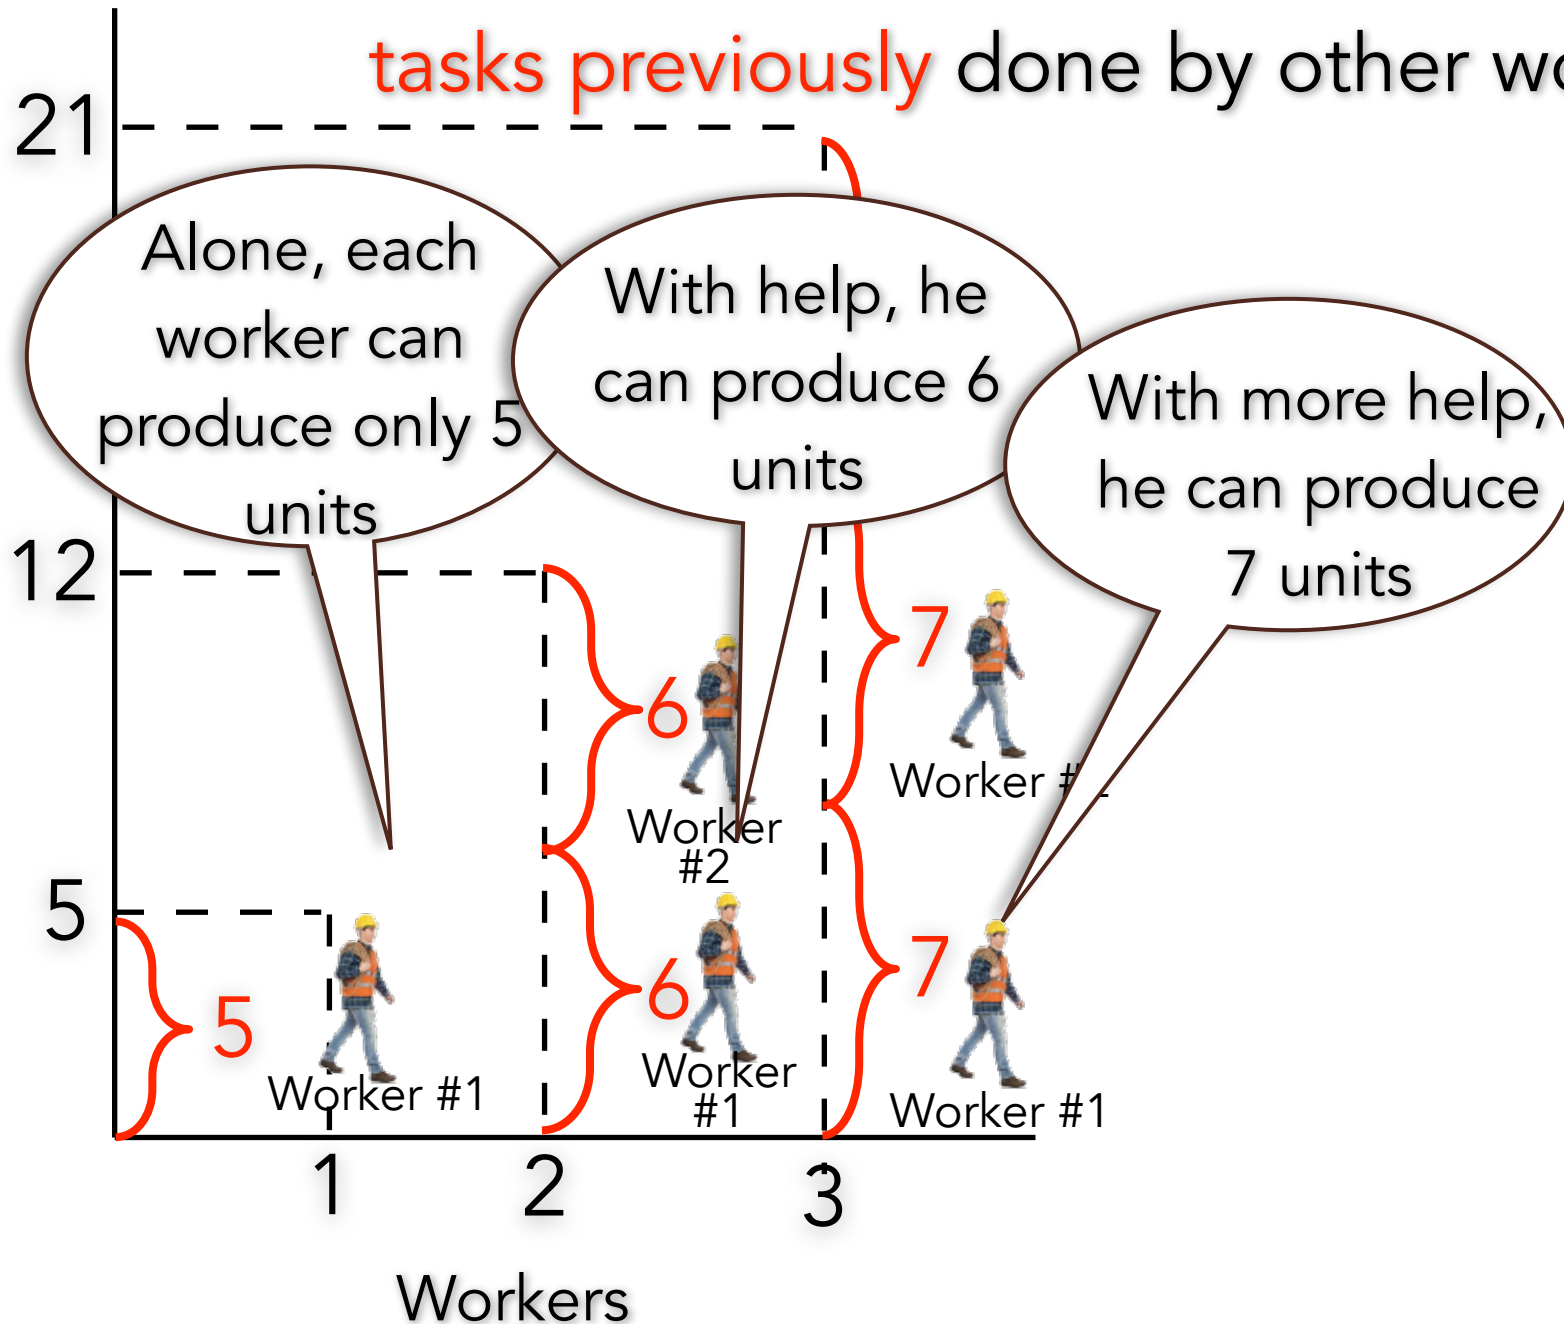 tasks previously done by other wo
21
Alone, each
worker can
produce only 5
units
With help, he
can produce 6
units
With more help,
he can produce
7 units
12
7
6
Worker
#2
Worker
5
7
6
5
Worker #1
Worker
#1
Worker #1
1
2
3
Workers